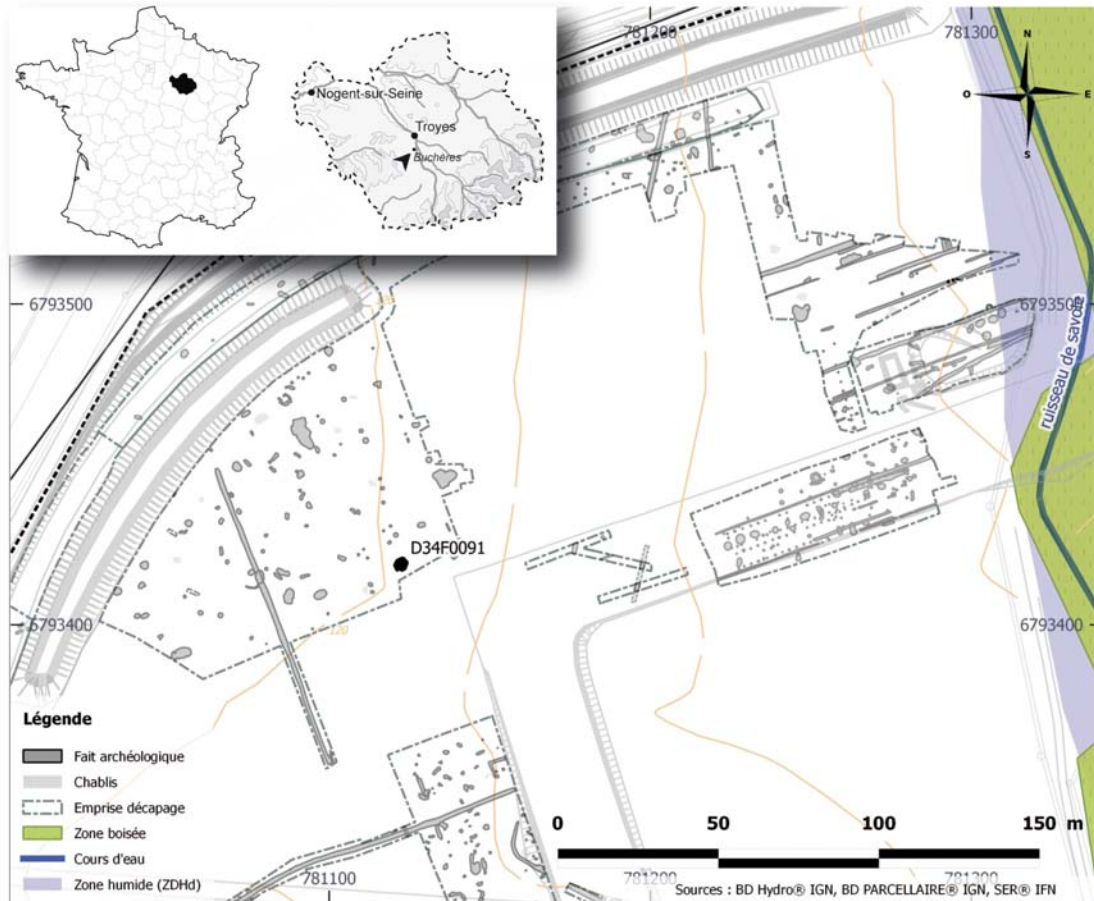 781200
781300
Nogent-sur-Seine
Troyes
Buchères
N
O
E
S
6793500
120
6793500
ruisseau de savoie
D34F0091
6793400
120
6793400
Légende
Fait archéologique
Chablis
Emprise décapage
Zone boisée
Cours d'eau
Zone humide (ZDHd)
0 50 100 150 m
781100
781200
781300
Sources : BD Hydro® IGN, BD PARCELLAIRE® IGN, SER® IFN